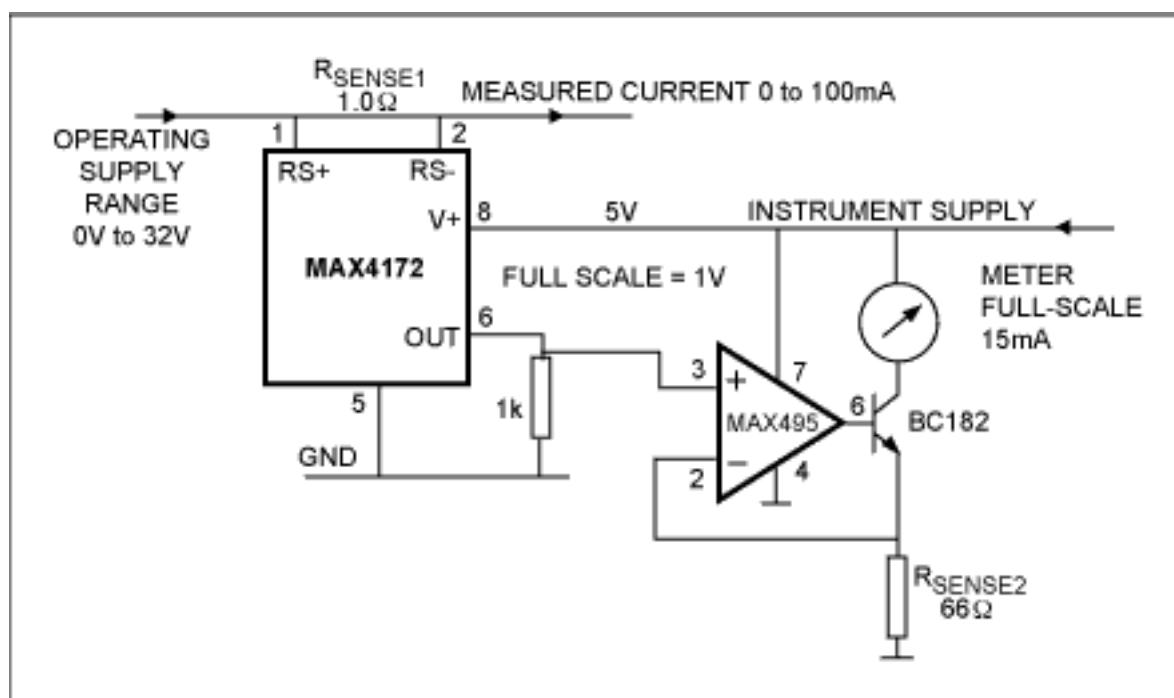 RSENSE1
1.0Ω
MEASURED CURRENT 0 to 100mA
OPERATING
SUPPLY
RANGE
0V to 32V
1
2
RS+
RS-
V+
8
5V
INSTRUMENT SUPPLY
MAX4172
FULL SCALE = 1V
METER
FULL-SCALE
15mA
OUT
6
5
1k
GND
3
+
7
MAX495
6
BC182
2
−
4
RSENSE2
66Ω